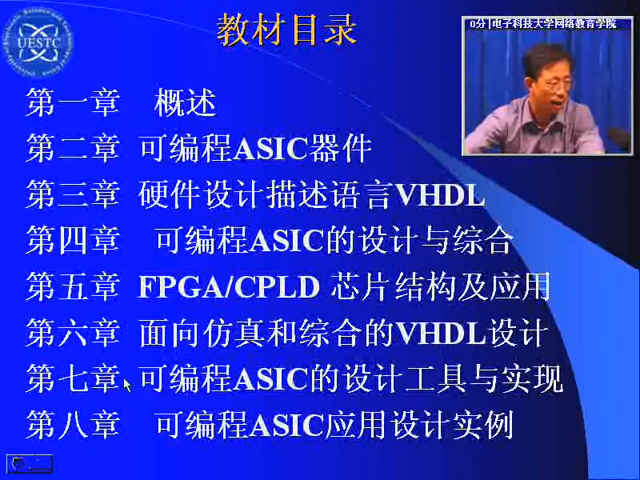 教材目录
UESTC
0分|电子科技大学网络教育学院
第一章 概述
第二章 可编程ASIC器件
第三章 硬件设计描述语言VHDL
第四章 可编程ASIC的设计与综合
第五章 FPGA/CPLD 芯片结构及应用
第六章 面向仿真和综合的VHDL设计
第七章 可编程ASIC的设计工具与实现
第八章 可编程ASIC应用设计实例